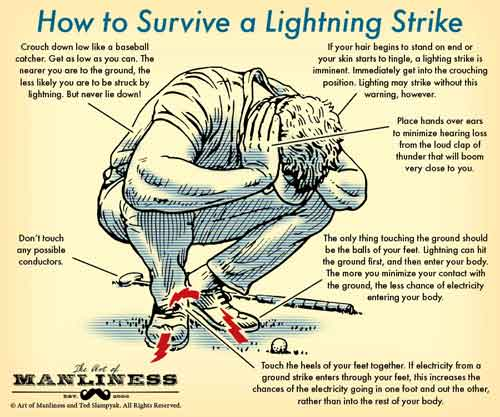 How to Survive a Lightning Strike
Crouch down low like a baseball
catcher. Get as low as you can. The
nearer you are to the ground, the
less likely you are to be struck by
lightning. But never lie down!
If your hair begins to stand on end or
your skin starts to tingle, a lighting strike is
imminent. Immediately get into the crouching
position. Lighting may strike without this
warning, however.
Place hands over ears
to minimize hearing loss
from the loud clap of
thunder that will boom
very close to you.
Don't touch
any possible
conductors.
The only thing touching the ground should
be the balls of your feet. Lightning can hit
the ground first, and then enter your body.
The more you minimize your contact with
the ground, the less chance of electricity
entering your body.
Touch the heels of your feet together. If electricity from a
ground strike enters through your feet, this increases the
chances of the electricity going in one foot and out the other,
rather than into the rest of your body.
The Art of
MANLINESS
EST. 2008
© Art of Manliness and Ted Slampyak. All Rights Reserved.